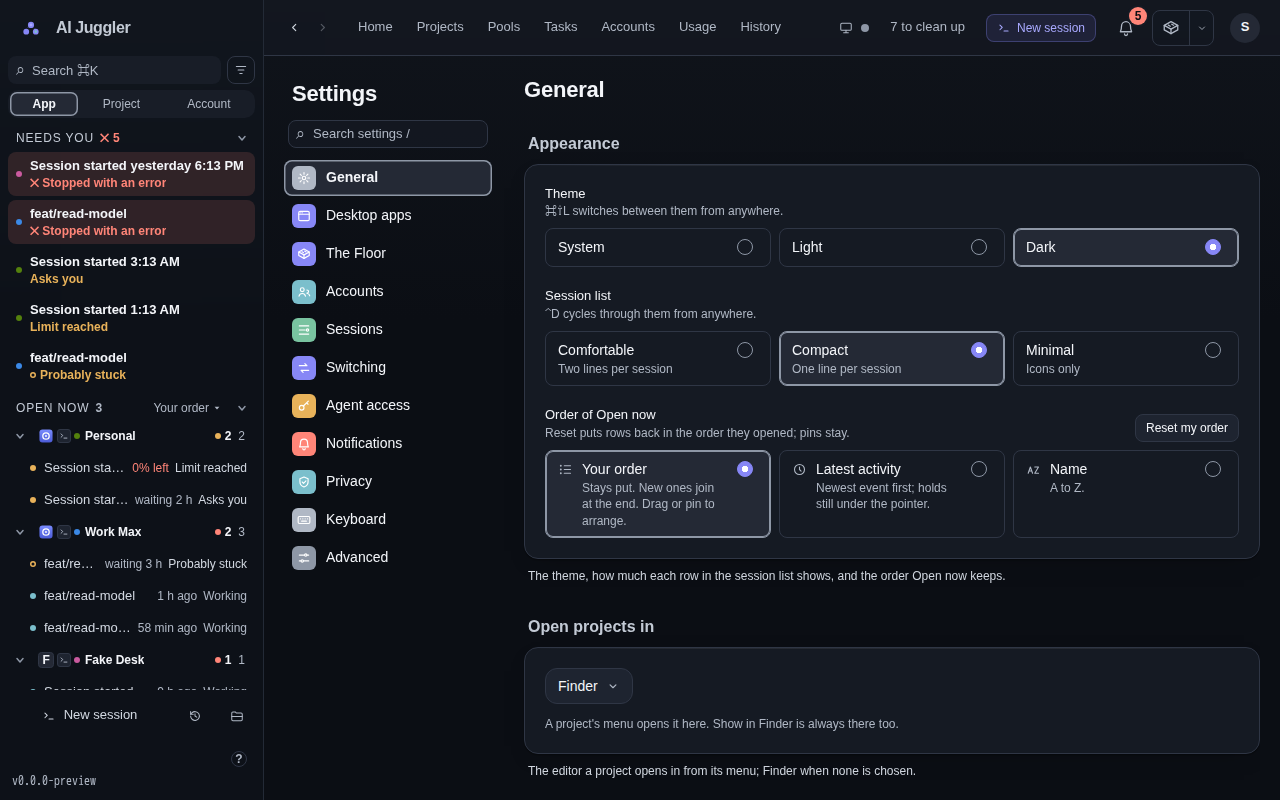 AI Juggler
Search ⌘K
App
Project
Account
NEEDS YOU 5
Session started yesterday 6:13 PM
Stopped with an error
feat/read-model
Stopped with an error
Session started 3:13 AM
Asks you
Session started 1:13 AM
Limit reached
feat/read-model
Probably stuck
OPEN NOW 3
Your order
Personal 2 2
Session sta… 0% left Limit reached
Session star… waiting 2 h Asks you
Work Max 2 3
feat/re… waiting 3 h Probably stuck
feat/read-model 1 h ago Working
feat/read-mo… 58 min ago Working
F Fake Desk 1 1
New session
?
v0.0.0-preview
Home
Projects
Pools
Tasks
Accounts
Usage
History
7 to clean up
New session
5
S
Settings
Search settings /
General
Desktop apps
The Floor
Accounts
Sessions
Switching
Agent access
Notifications
Privacy
Keyboard
Advanced
General
Appearance
Theme
⌘⇧L switches between them from anywhere.
System
Light
Dark
Session list
^D cycles through them from anywhere.
Comfortable
Two lines per session
Compact
One line per session
Minimal
Icons only
Order of Open now
Reset puts rows back in the order they opened; pins stay.
Reset my order
Your order
Stays put. New ones join
at the end. Drag or pin to
arrange.
Latest activity
Newest event first; holds
still under the pointer.
AZ Name
A to Z.
The theme, how much each row in the session list shows, and the order Open now keeps.
Open projects in
Finder
A project's menu opens it here. Show in Finder is always there too.
The editor a project opens in from its menu; Finder when none is chosen.